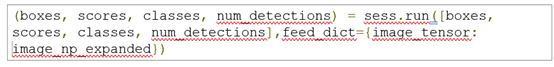 (boxes, scores, classes, num_detections) = sess.run([boxes,
scores, classes, num_detections],feed_dict={image_tensor:
image_np_expanded})